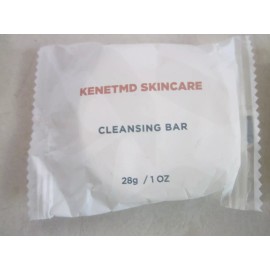 KENETMD SKINCARE
CLEANSING BAR
28g / 1 OZ